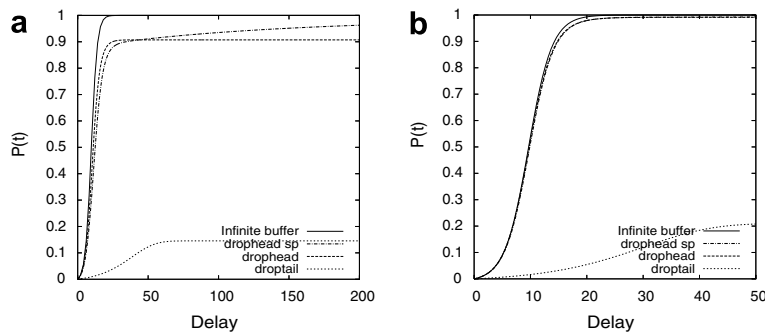 a
1
0.9
0.8
0.7
0.6
0.5
0.4
0.3
0.2
0.1
0
P(t)
Infinite buffer
drophead sp
drophead
droptail
0 50 100 150 200
Delay
b
1
0.9
0.8
0.7
0.6
0.5
0.4
0.3
0.2
0.1
0
P(t)
Infinite buffer
drophead sp
drophead
droptail
0 10 20 30 40 50
Delay